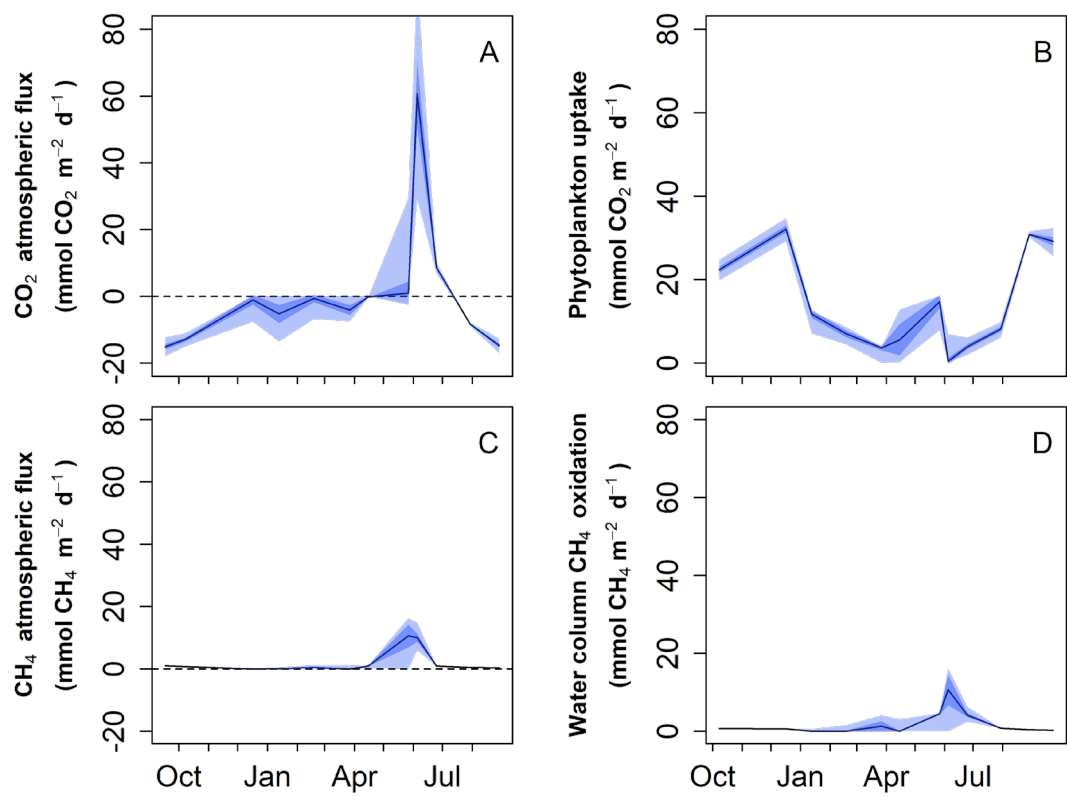 CO₂ atmospheric flux
(mmol CO₂ m⁻² d⁻¹ )
80
60
40
20
0
-20
A
Phytoplankton uptake
(mmol CO₂ m⁻² d⁻¹ )
80
60
40
20
0
B
CH₄ atmospheric flux
(mmol CH₄ m⁻² d⁻¹ )
80
60
40
20
0
-20
C
Oct Jan Apr Jul
Water column CH₄ oxidation
(mmol CH₄ m⁻² d⁻¹ )
80
60
40
20
0
D
Oct Jan Apr Jul